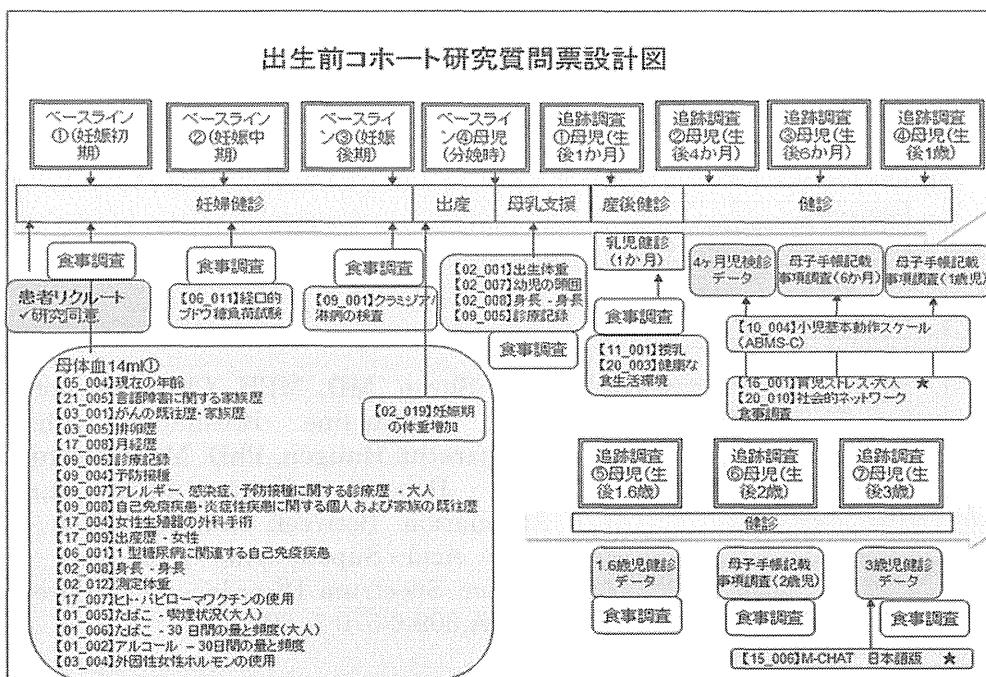 出生前コホート研究質問票設計図
ベースライン
①(妊娠初
期)
ベースライン
②(妊娠中
期)
ベースライ
ン③(妊娠
後期)
ベースライ
ン④母児
(分娩時)
追跡調査
①母児(生
後1か月)
追跡調査
②母児(生
後4か月)
追跡調査
③母児(生
後6か月)
追跡調査
④母児(生
後1歳)
妊婦健診
出産
母乳支援
産後健診
健診
食事調査
患者リクルート
✓研究同意
食事調査
【06_011】経口的
ブドウ糖負荷試験
食事調査
【09_001】クラミジア/
淋病の検査
【02_001】出生体重
【02_007】幼児の頭囲
【02_008】身長 - 身長
【09_005】診療記録
食事調査
乳児健診
(1か月)
食事調査
【11_001】授乳
【20_003】健康な
食生活環境
4ヶ月児検診
データ
母子手帳記載
事項調査(6か月)
母子手帳記載
事項調査(1歳児)
【10_004】小児基本動作スケール
(ABMS-C)
【16_001】育児ストレス-大人 ★
【20_010】社会的ネットワーク
食事調査
母体血14ml①
【05_004】現在の年齢
【21_005】言語障害に関する家族歴
【03_001】がんの既往歴・家族歴
【03_005】排卵歴
【17_008】月経歴
【09_005】診療記録
【09_004】予防接種
【09_007】アレルギー、感染症、予防接種に関する診療歴 - 大人
【09_008】自己免疫疾患・炎症性疾患に関する個人および家族の既往歴
【17_004】女性生殖器の外科手術
【17_009】出産歴 - 女性
【06_001】1型糖尿病に関連する自己免疫疾患
【02_008】身長 - 身長
【02_012】測定体重
【17_007】ヒト・パピローマワクチンの使用
【01_005】たばこ - 喫煙状況(大人)
【01_006】たばこ - 30日間の量と頻度(大人)
【01_002】アルコール - 30日間の量と頻度
【03_004】外因性女性ホルモンの使用
【02_019】妊娠期
の体重増加
追跡調査
⑤母児(生
後1.6歳)
追跡調査
⑥母児(生
後2歳)
追跡調査
⑦母児(生
後3歳)
健診
1.6歳児健診
データ
食事調査
母子手帳記載
事項調査(2歳児)
食事調査
3歳児健診
データ
食事調査
【15_006】M-CHAT 日本語版 ★